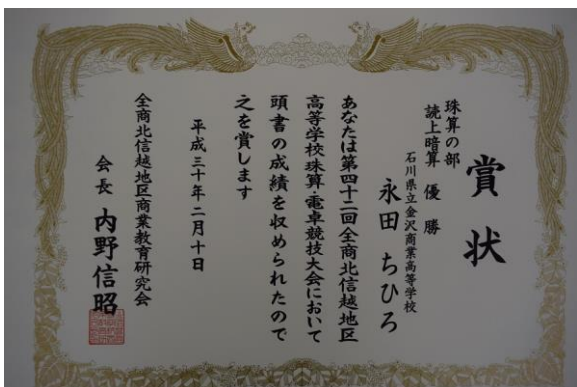 賞状
珠算の部
読上暗算 優勝
石川県立金沢商業高等学校
永田 ちひろ
あなたは第四十二回全商北信越地区
高等学校珠算・電卓競技大会において
頭書の成績を収められたので
之を賞します
平成三十年二月十日
全商北信越地区商業教育研究会
会長 内野信昭